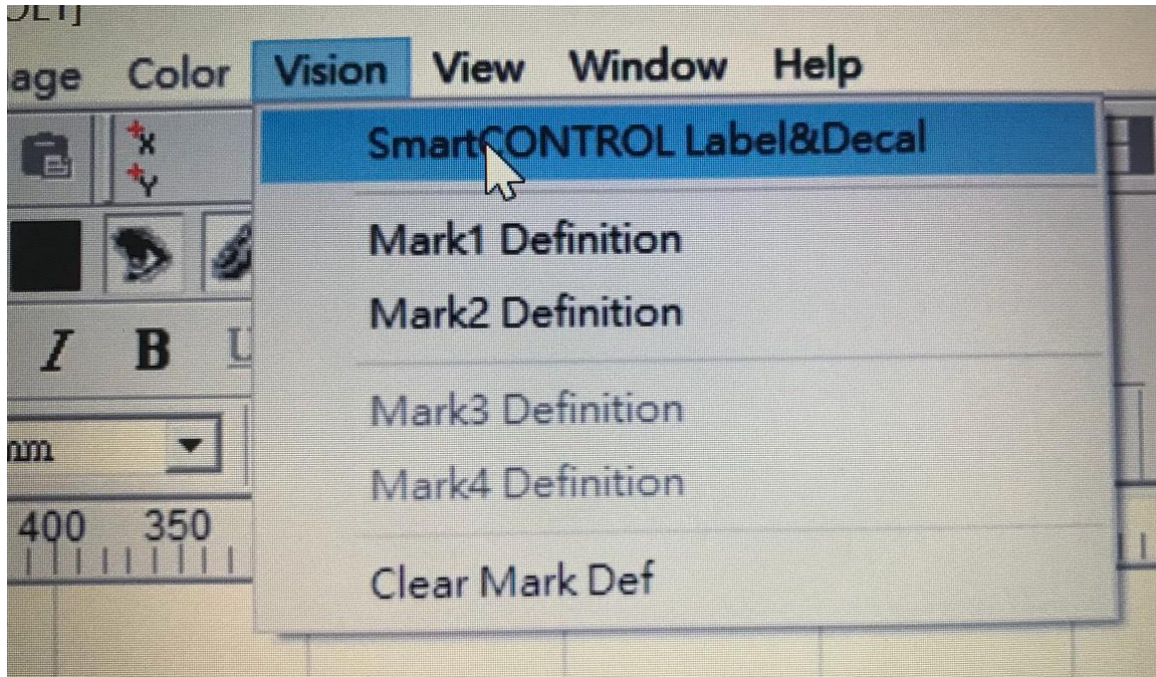 age Color Vision View Window Help
SmartCONTROL Label&Decal
X
Y
Mark1 Definition
Mark2 Definition
I B U
Mark3 Definition
mm
Mark4 Definition
400 350
Clear Mark Def